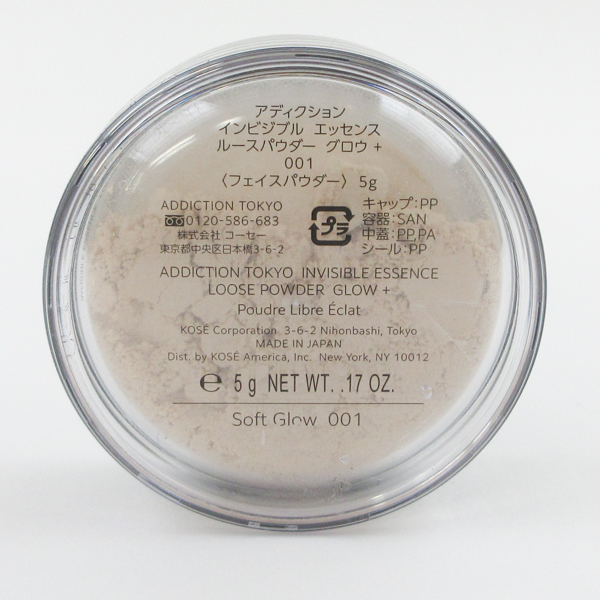 アディクション
インビジブル エッセンス
ルースパウダー グロウ +
001
〈フェイスパウダー〉 5g
ADDICTION TOKYO
0120-586-683
株式会社 コーセー
東京都中央区日本橋3-6-2
プラ
キャップ:PP
容器:SAN
中蓋:PP,PA
シール:PP
ADDICTION TOKYO INVISIBLE ESSENCE
LOOSE POWDER GLOW +
Poudre Libre Éclat
KOSÉ Corporation 3-6-2 Nihonbashi, Tokyo
MADE IN JAPAN
Dist. by KOSÉ America, Inc. New York, NY 10012
℮ 5 g NET WT. .17 OZ.
Soft Glow 001